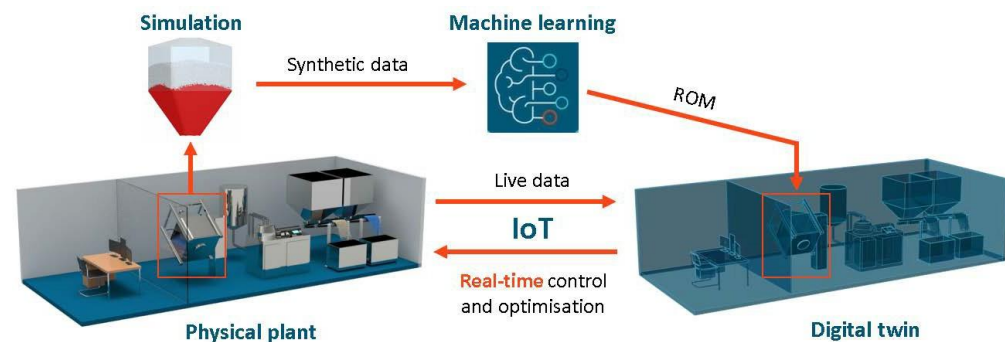 Simulation
Machine learning
Synthetic data
ROM
Live data
IoT
Real-time control
and optimisation
Physical plant
Digital twin